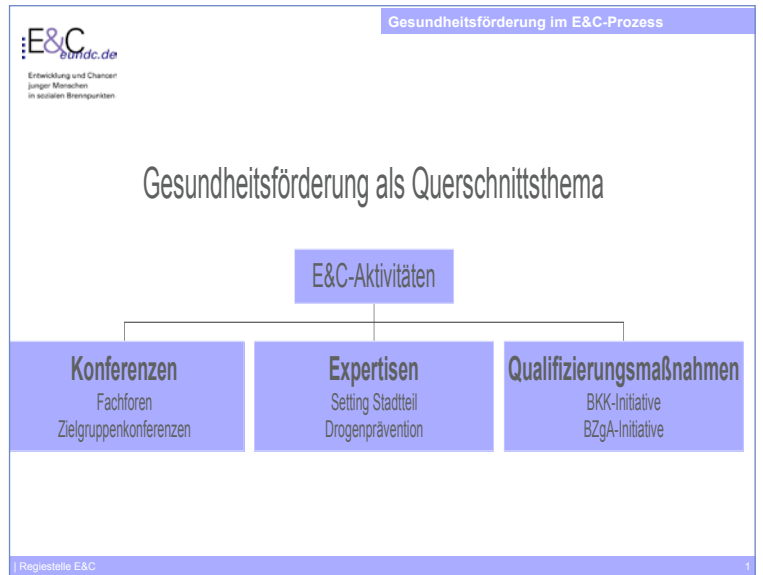 Gesundheitsförderung im E&C-Prozess
E&C
eundc.de
Entwicklung und Chancen
junger Menschen
in sozialen Brennpunkten
Gesundheitsförderung als Querschnittsthema
E&C-Aktivitäten
Konferenzen
Fachforen
Zielgruppenkonferenzen
Expertisen
Setting Stadtteil
Drogenprävention
Qualifizierungsmaßnahmen
BKK-Initiative
BZgA-Initiative
| Regiestelle E&C
1